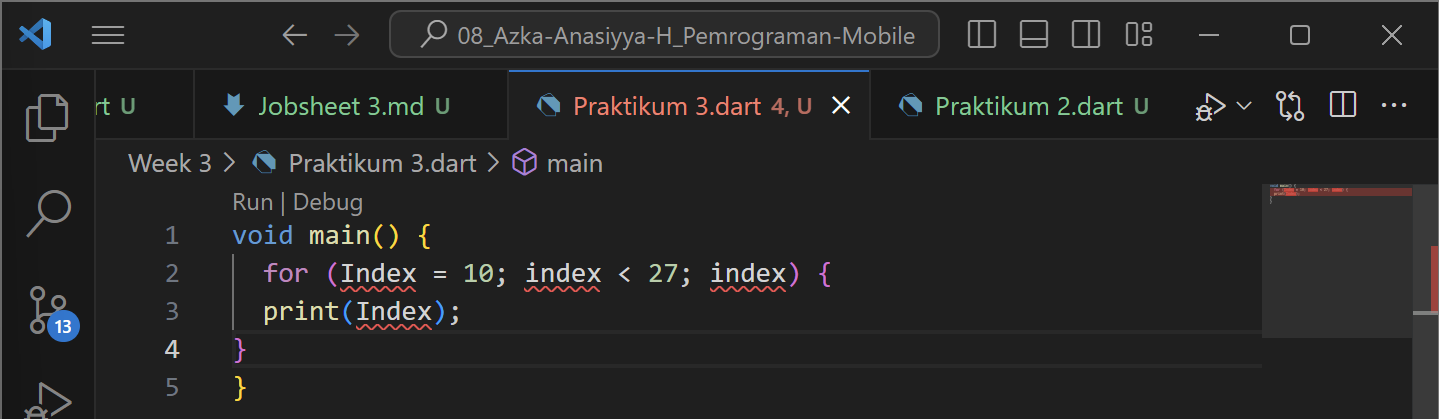 08_Azka-Anasiyya-H_Pemrograman-Mobile
rt U
Jobsheet 3.md U
Praktikum 3.dart 4, U
Praktikum 2.dart U
Week 3 > Praktikum 3.dart > main
Run | Debug
1 void main() {
2 for (Index = 10; index < 27; index) {
3 print(Index);
4 }
5 }
13